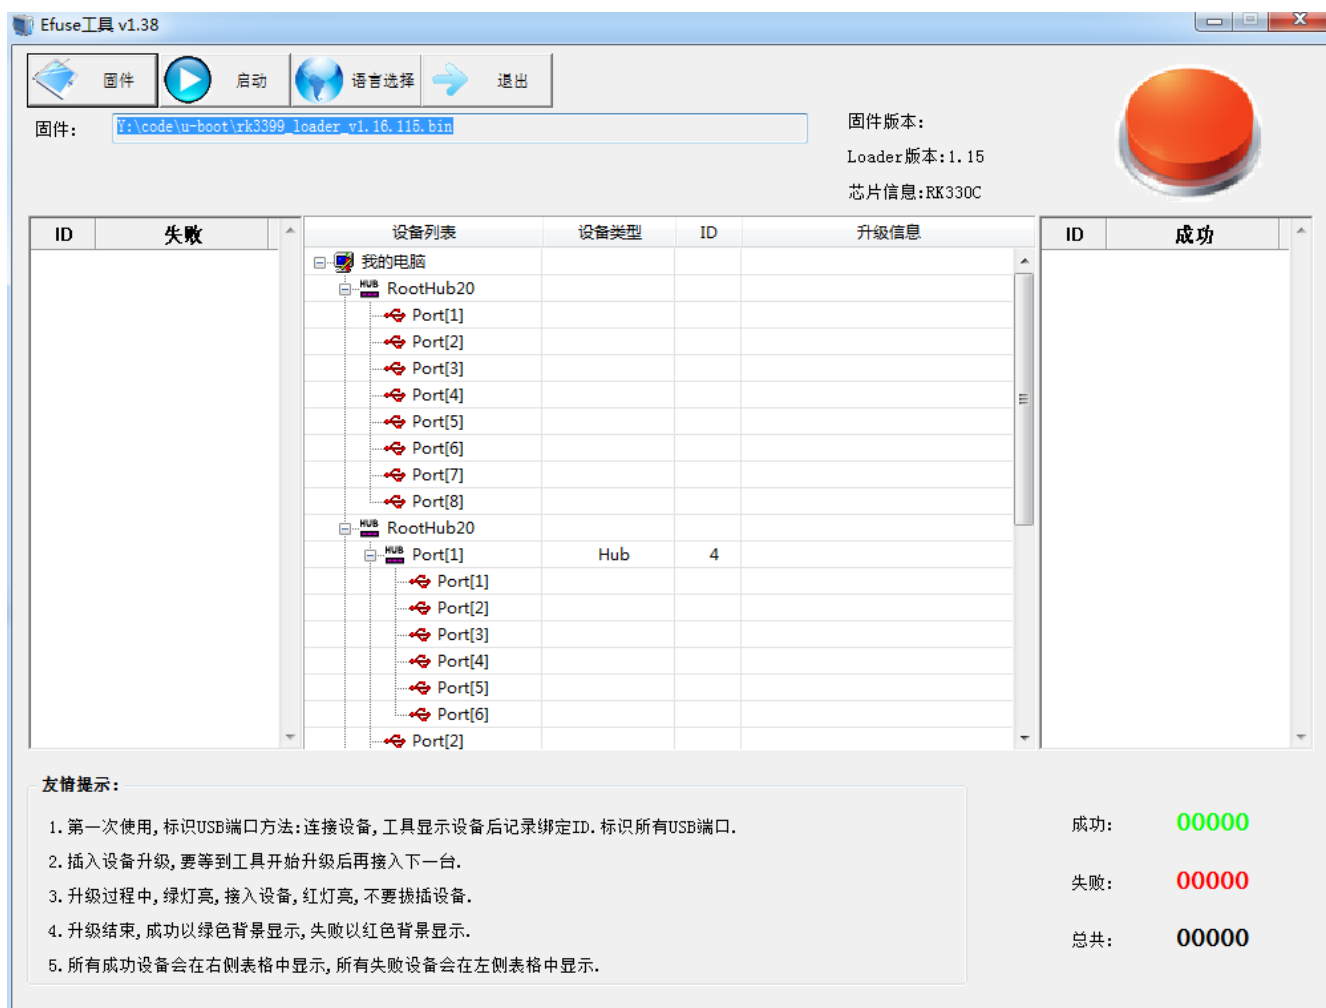 Efuse工具 v1.38
固件 启动 语言选择 退出
固件: Y:\code\u-boot\rk3399_loader_v1.16.115.bin
固件版本:
Loader版本:1.15
芯片信息:RK330C
ID 失败 设备列表 设备类型 ID 升级信息 ID 成功
我的电脑
HUB RootHub20
Port[1]
Port[2]
Port[3]
Port[4]
Port[5]
Port[6]
Port[7]
Port[8]
HUB RootHub20
HUB Port[1] Hub 4
Port[1]
Port[2]
Port[3]
Port[4]
Port[5]
Port[6]
Port[2]
友情提示:
1.第一次使用,标识USB端口方法:连接设备,工具显示设备后记录绑定ID.标识所有USB端口.
2.插入设备升级,要等到工具开始升级后再接入下一台.
3.升级过程中,绿灯亮,接入设备,红灯亮,不要拔插设备.
4.升级结束,成功以绿色背景显示,失败以红色背景显示.
5.所有成功设备会在右侧表格中显示,所有失败设备会在左侧表格中显示.
成功: 00000
失败: 00000
总共: 00000